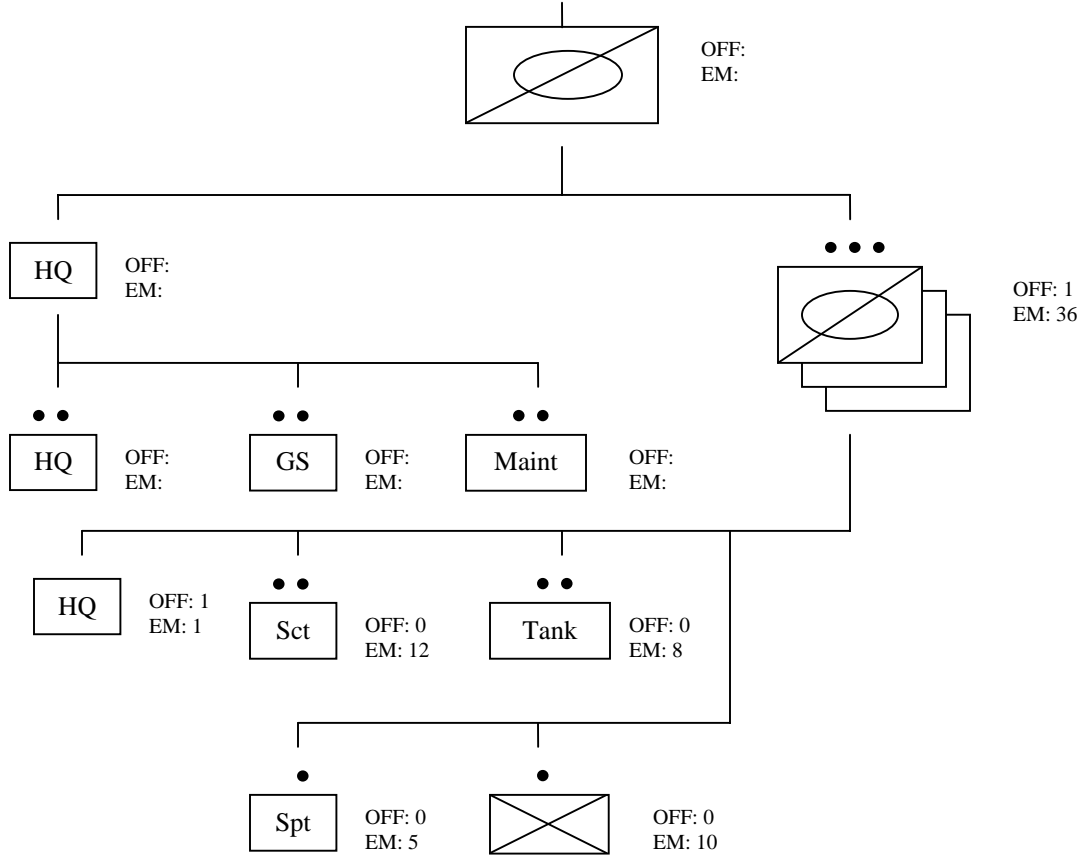 OFF:
EM:
HQ
OFF:
EM:
OFF: 1
EM: 36
HQ
OFF:
EM:
GS
OFF:
EM:
Maint
OFF:
EM:
HQ
OFF: 1
EM: 1
Sct
OFF: 0
EM: 12
Tank
OFF: 0
EM: 8
Spt
OFF: 0
EM: 5
OFF: 0
EM: 10